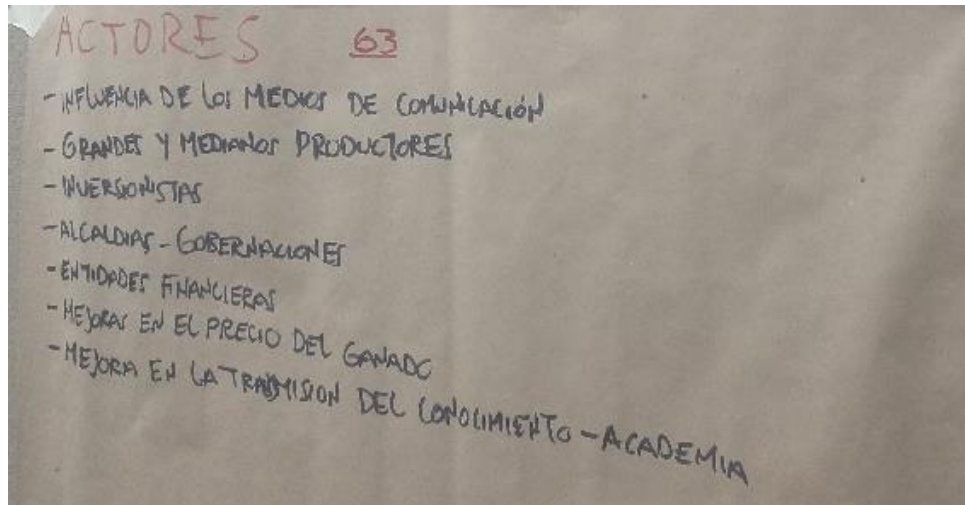 ACTORES 63
- INFLUENCIA DE LOS MEDIOS DE COMUNICACIÓN
- GRANDES Y MEDIANOS PRODUCTORES
- INVERSIONISTAS
- ALCALDIAS - GOBERNACIONES
- ENTIDADES FINANCIERAS
- MEJORAS EN EL PRECIO DEL GANADO
- MEJORA EN LA TRANSMISION DEL CONOCIMIENTO - ACADEMIA